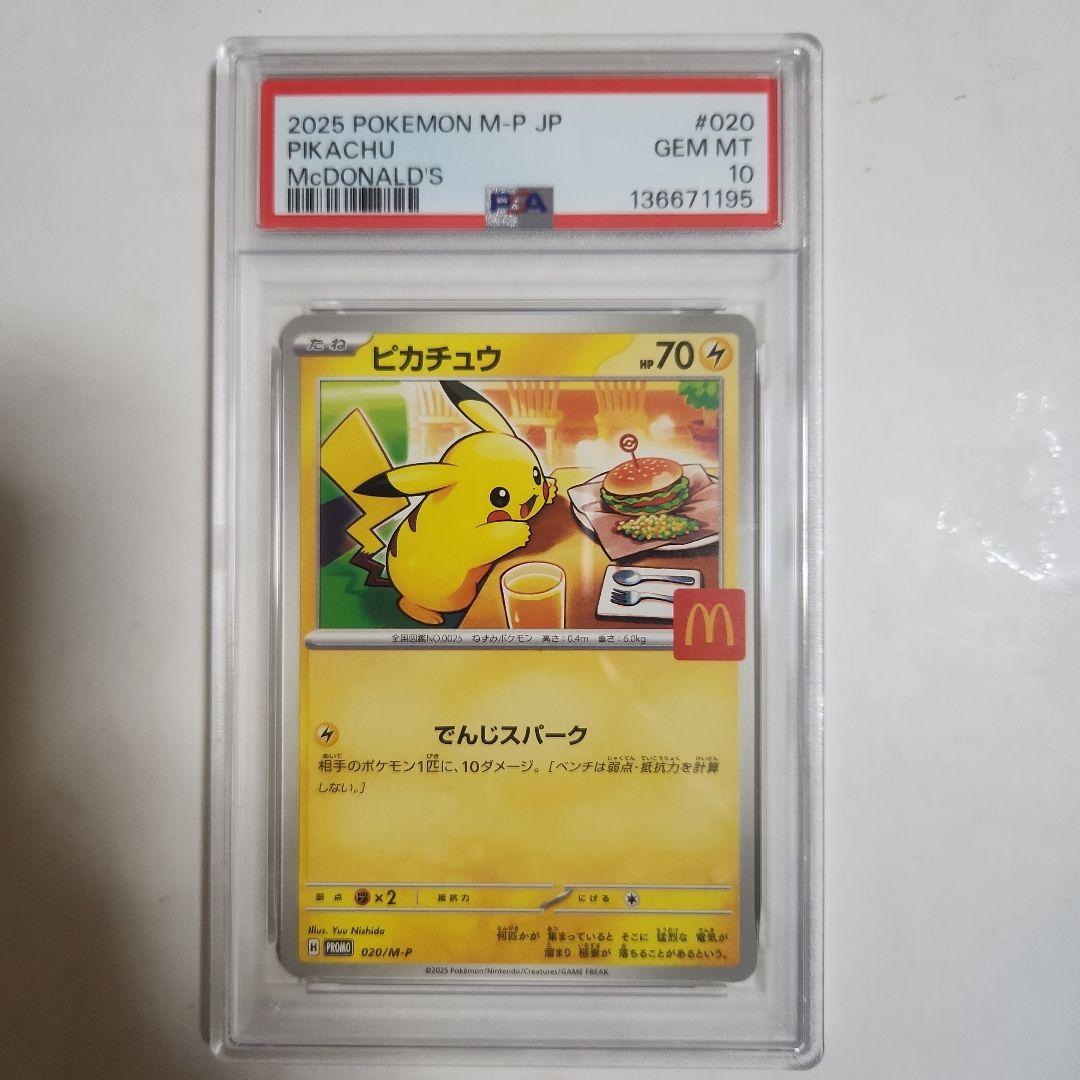 2025 POKEMON M-P JP #020
PIKACHU GEM MT
McDONALD'S 10
PSA 136671195
たね ピカチュウ HP70
全国図鑑NO.0025 ねずみポケモン 高さ:0.4m 重さ:6.0kg
でんじスパーク
相手のポケモン1匹に、10ダメージ。[ベンチは弱点・抵抗力を計算
しない。]
弱点 ×2 抵抗力 にげる
Illus. Yuu Nishida
何匹かが 集まっていると そこに 猛烈な 電気が
溜まり 稲妻が 落ちることがあるという。
H PROMO 020/M-P
©2025 Pokémon/Nintendo/Creatures/GAME FREAK